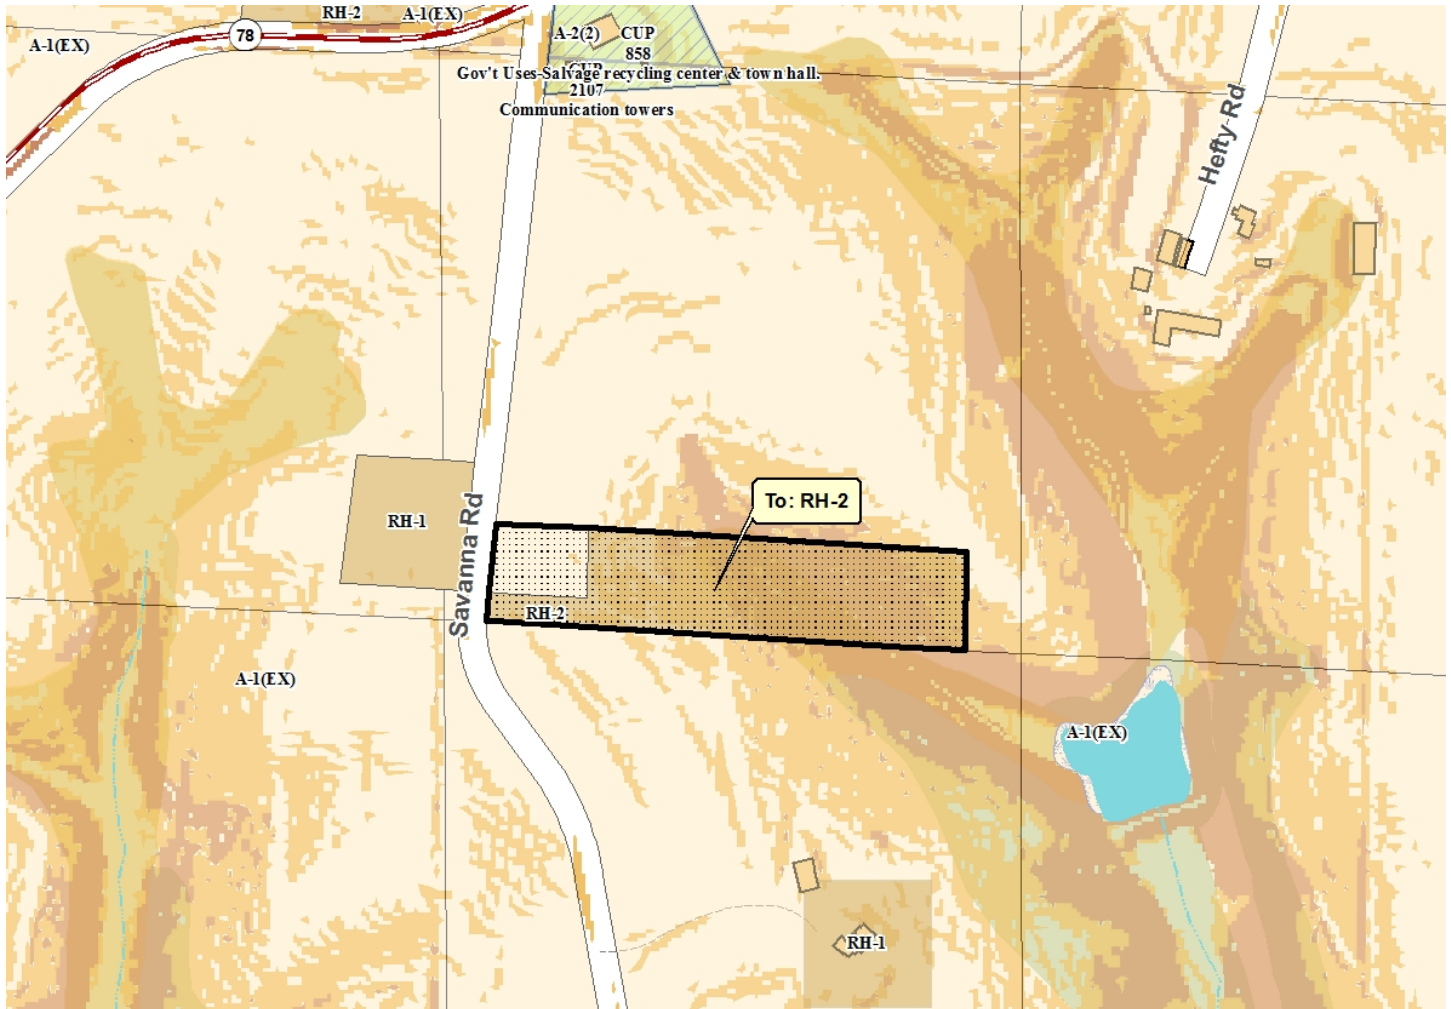 RH-2
A-1(EX)
A-1(EX)
78
A-2(2)
CUP
858
Gov't Uses-Salvage recycling center & town hall.
CUP
2107
Communication towers
Hefty Rd
To: RH-2
RH-1
Savanna Rd
RH-2
A-1(EX)
A-1(EX)
RH-1